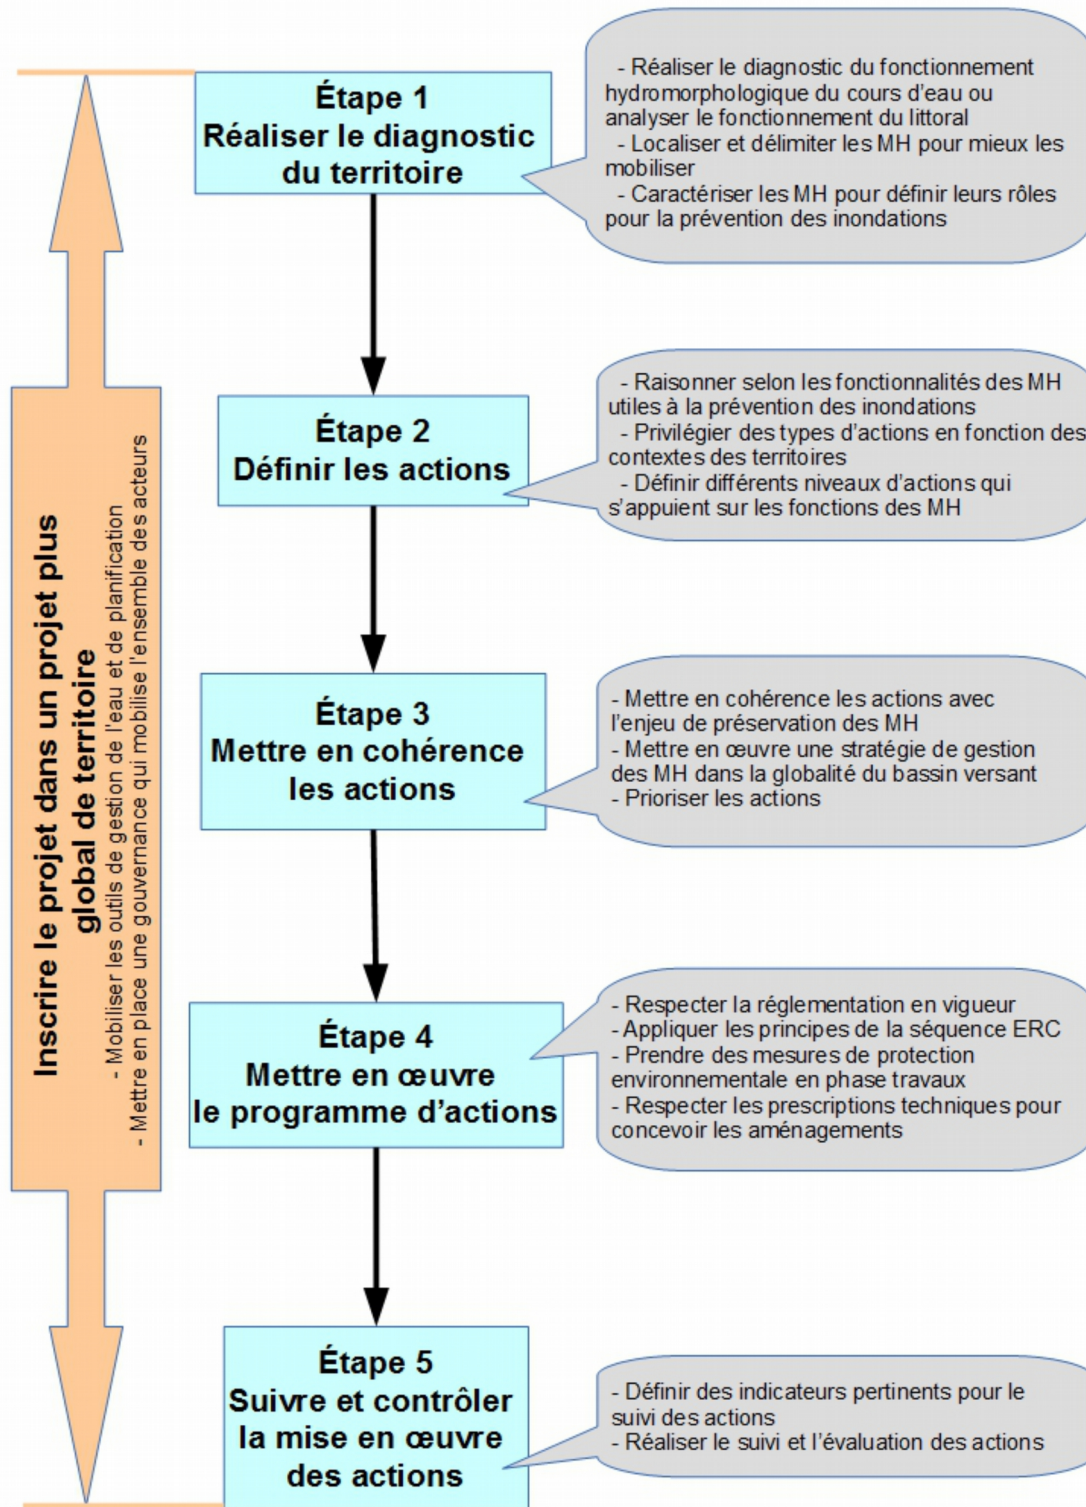 Étape 1
Réaliser le diagnostic
du territoire
- Réaliser le diagnostic du fonctionnement
hydromorphologique du cours d'eau ou
analyser le fonctionnement du littoral
- Localiser et délimiter les MH pour mieux les
mobiliser
- Caractériser les MH pour définir leurs rôles
pour la prévention des inondations
Inscrire le projet dans un projet plus
global de territoire
- Mobiliser les outils de gestion de l'eau et de planification
- Mettre en place une gouvernance qui mobilise l'ensemble des acteurs
Étape 2
Définir les actions
- Raisonner selon les fonctionnalités des MH
utiles à la prévention des inondations
- Privilégier des types d'actions en fonction des
contextes des territoires
- Définir différents niveaux d'actions qui
s'appuient sur les fonctions des MH
Étape 3
Mettre en cohérence
les actions
- Mettre en cohérence les actions avec
l'enjeu de préservation des MH
- Mettre en œuvre une stratégie de gestion
des MH dans la globalité du bassin versant
- Prioriser les actions
Étape 4
Mettre en œuvre
le programme d'actions
- Respecter la réglementation en vigueur
- Appliquer les principes de la séquence ERC
- Prendre des mesures de protection
environnementale en phase travaux
- Respecter les prescriptions techniques pour
concevoir les aménagements
Étape 5
Suivre et contrôler
la mise en œuvre
des actions
- Définir des indicateurs pertinents pour le
suivi des actions
- Réaliser le suivi et l'évaluation des actions